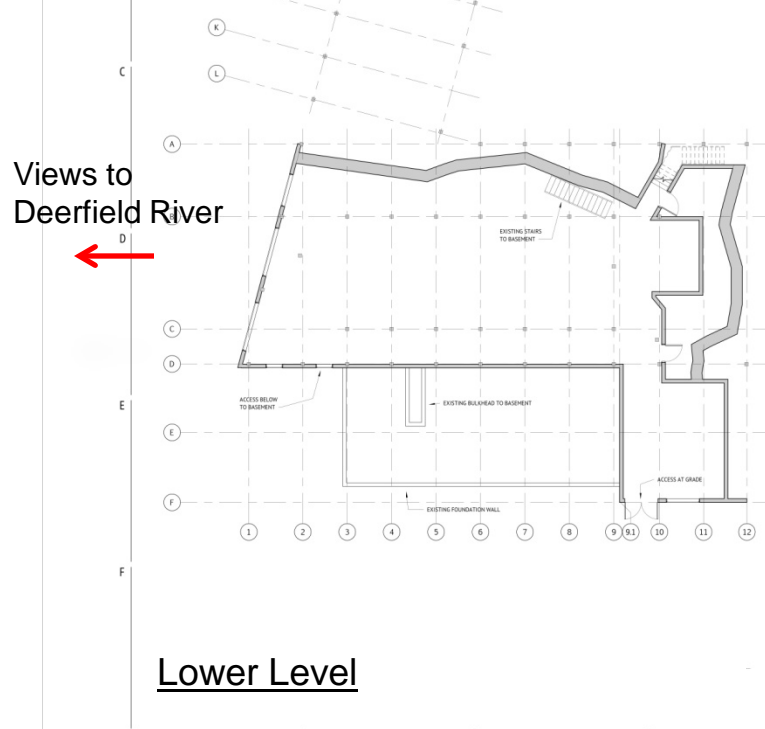 K
C
L
A
Views to
Deerfield River
B
EXISTING STAIRS
TO BASEMENT
D
C
D
ACCESS BELOW
TO BASEMENT
EXISTING BULKHEAD TO BASEMENT
E
E
ACCESS AT GRADE
F
EXISTING FOUNDATION WALL
1 2 3 4 5 6 7 8 9 9.1 10 11 12
F
Lower Level